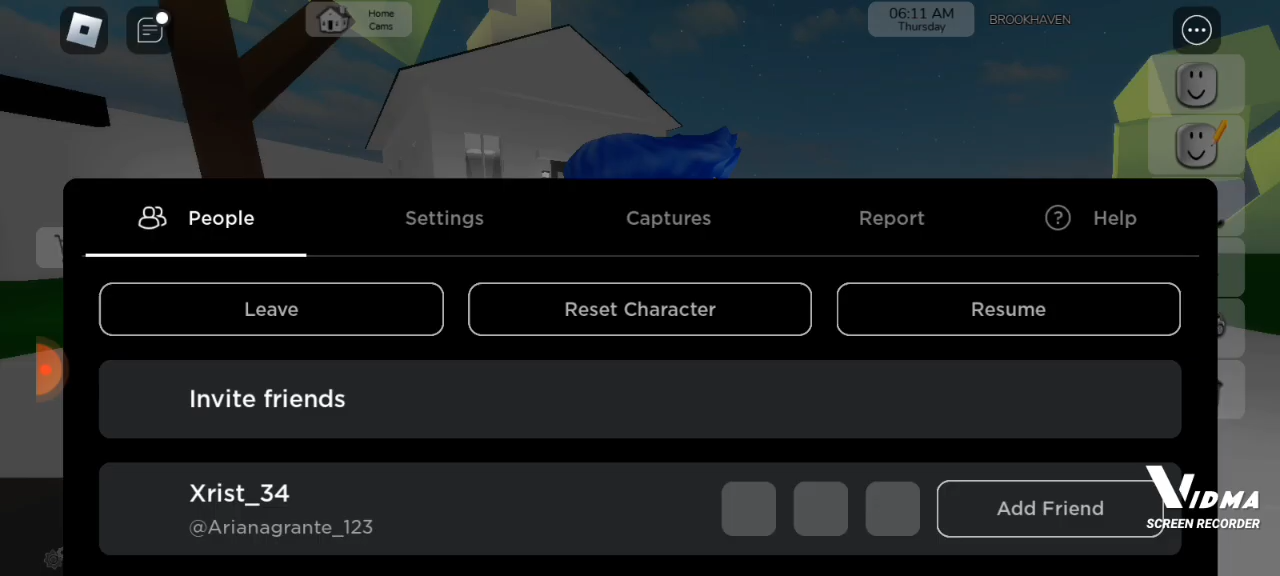 Home
Cams
06:11 AM
Thursday
BROOKHAVEN
People
Settings
Captures
Report
Help
Leave
Reset Character
Resume
Invite friends
Xrist_34
@Arianagrante_123
Add Friend
VIDMA
SCREEN RECORDER